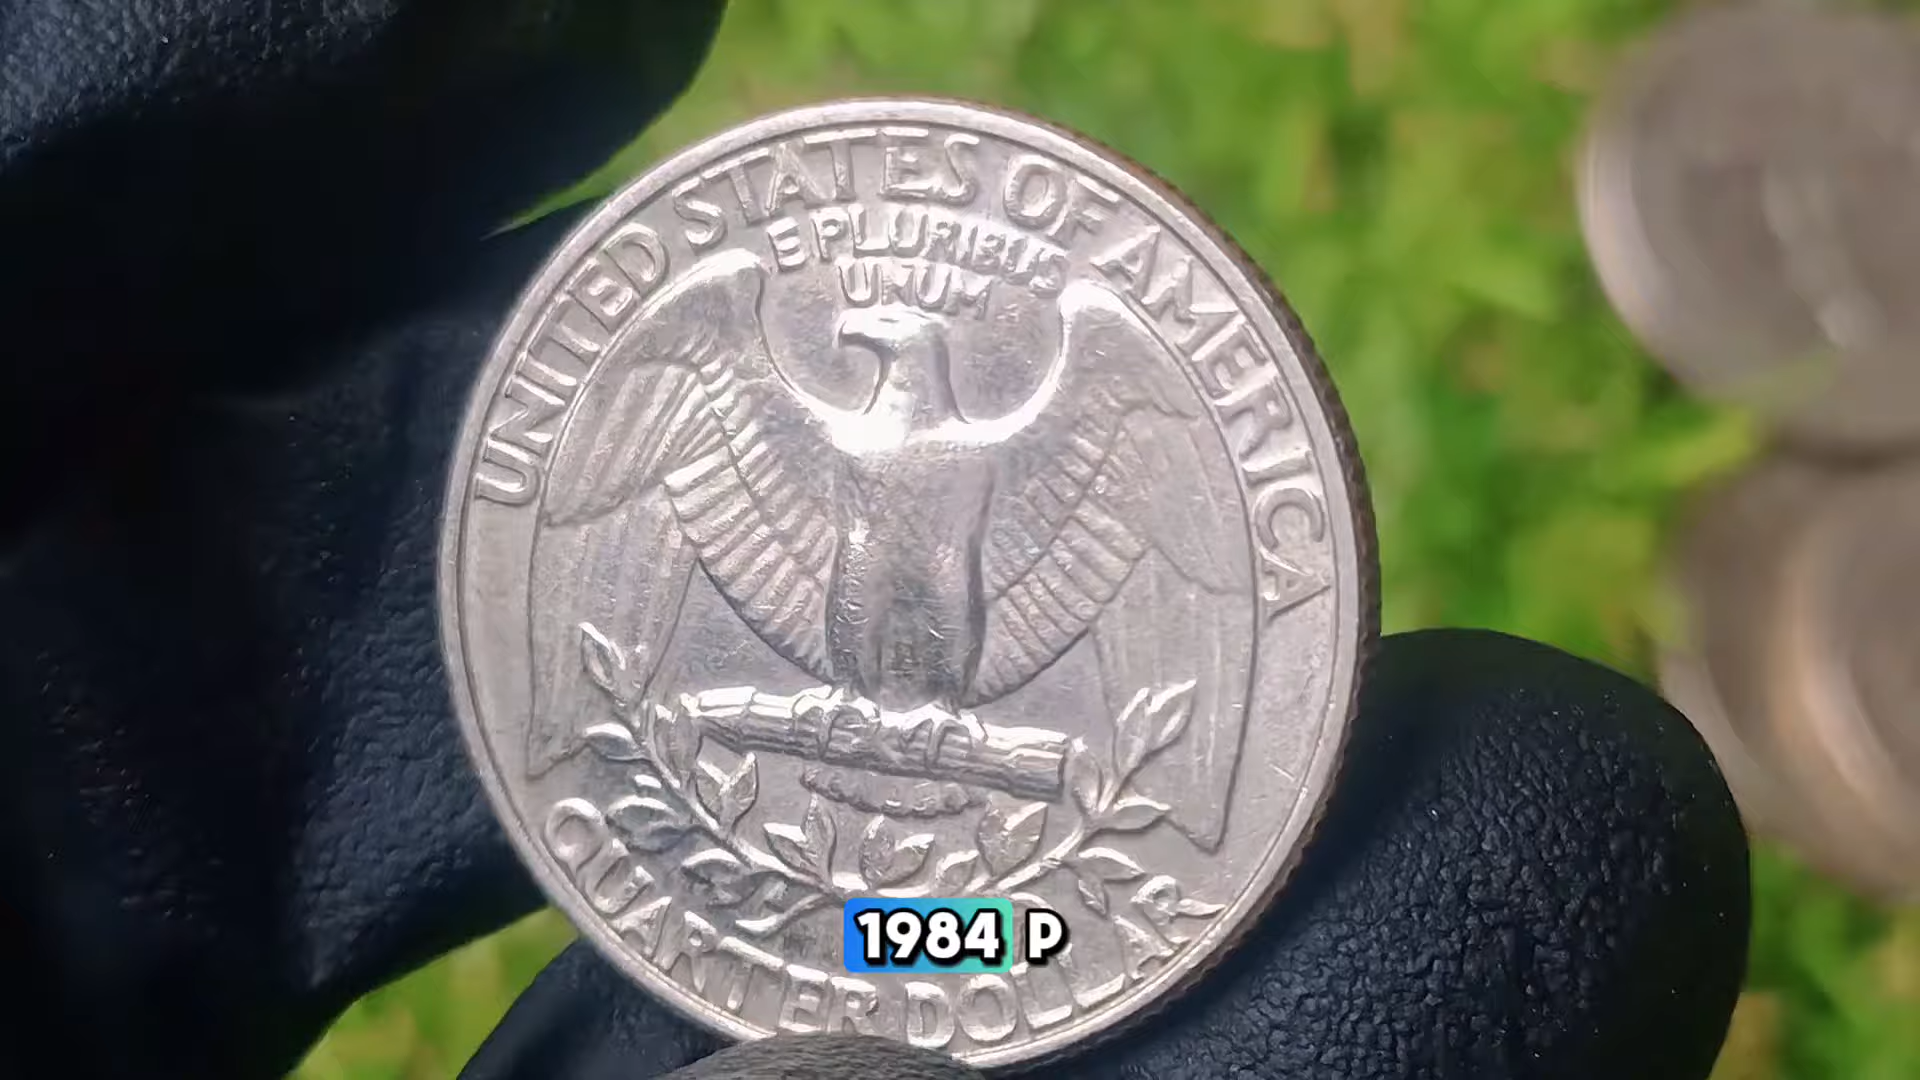 UNITED STATES OF AMERICA
E PLURIBUS
UNUM
QUARTER DOLLAR
1984 P